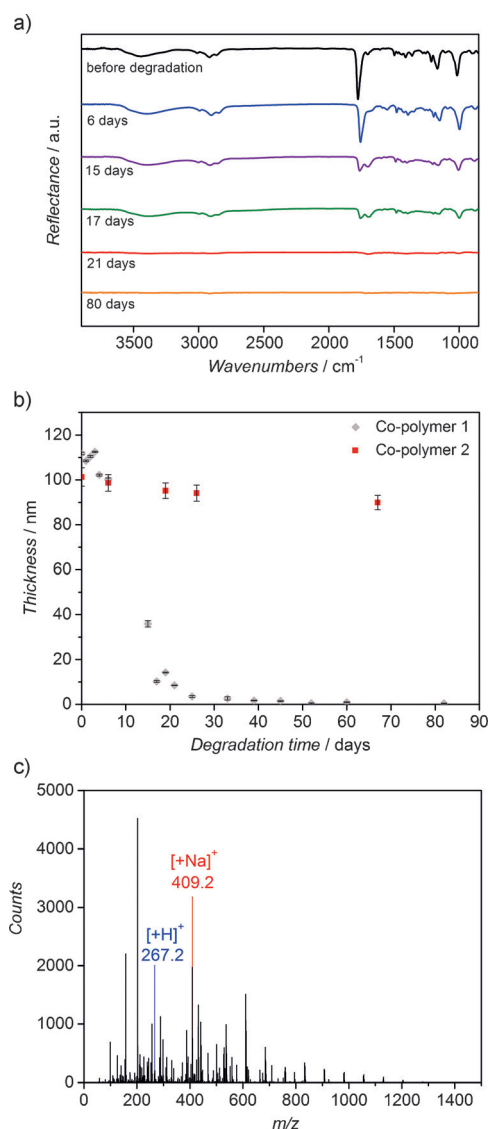 a)
before degradation
6 days
15 days
17 days
21 days
80 days
Reflectance / a.u.
3500 3000 2500 2000 1500 1000
Wavenumbers / cm⁻¹
b)
Co-polymer 1
Co-polymer 2
120
100
80
60
40
20
0
Thickness / nm
0 10 20 30 40 50 60 70 80 90
Degradation time / days
c)
5000
4000
3000
2000
1000
0
Counts
[+Na]⁺
409.2
[+H]⁺
267.2
0 200 400 600 800 1000 1200 1400
m/z